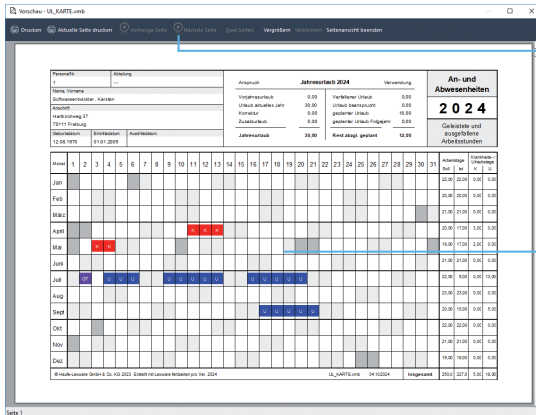 Vorschau - UL_KARTE.vmb
Drucken Aktuelle Seite drucken Vorherige Seite Nächste Seite Zwei Seiten Vergrößern Verkleinern Seitenansicht beenden
PersonalNr Abteilung
1 ---
Name, Vorname
Softwareentwickler, Karsten
Anschrift
79111 Freiburg
Geburtsdatum Eintrittsdatum Austrittsdatum
12.08.1970 01.01.2009
Anspruch Jahresurlaub 2024 Verwendung
Vorjahresurlaub 0,00 Verfallener Urlaub 0,00
Urlaub aktuelles Jahr 30,00 Urlaub beansprucht 0,00
Korrektur 0,00 geplanter Urlaub 18,00
Zusatzurlaub 0,00 geplanter Urlaub Folgejahr 0,00
Jahresurlaub 30,00 Rest abzgl. geplant 12,00
An- und
Abwesenheiten
2024
Geleistete und
ausgefallene
Arbeitsstunden
Monat 1 2 3 4 5 6 7 8 9 10 11 12 13 14 15 16 17 18 19 20 21 22 23 24 25 26 27 28 29 30 31 Arbeitstage Krankheits-/Urlaubstage
Soll Ist K U
Jan 22,00 22,00 0,00 0,00
Feb 20,00 20,00 0,00 0,00
März 21,00 21,00 0,00 0,00
April K K K 20,00 17,00 3,00 0,00
Mai K K 19,00 17,00 2,00 0,00
Juni 21,00 21,00 0,00 0,00
Juli GT U U U U U U U U U U U U U 22,00 9,00 0,00 13,00
Aug 23,00 23,00 0,00 0,00
Sept U U U U U 20,00 15,00 0,00 5,00
Okt 22,00 22,00 0,00 0,00
Nov 21,00 21,00 0,00 0,00
Dez 19,00 19,00 0,00 0,00
© Haufe-Lexware GmbH & Co. KG 2023 Erstellt mit Lexware fehlzeiten pro Ver. 2024 UL_KARTE.vmb 04.10.2024 Insgesamt 250,0 227,0 5,00 18,00
Seite 1